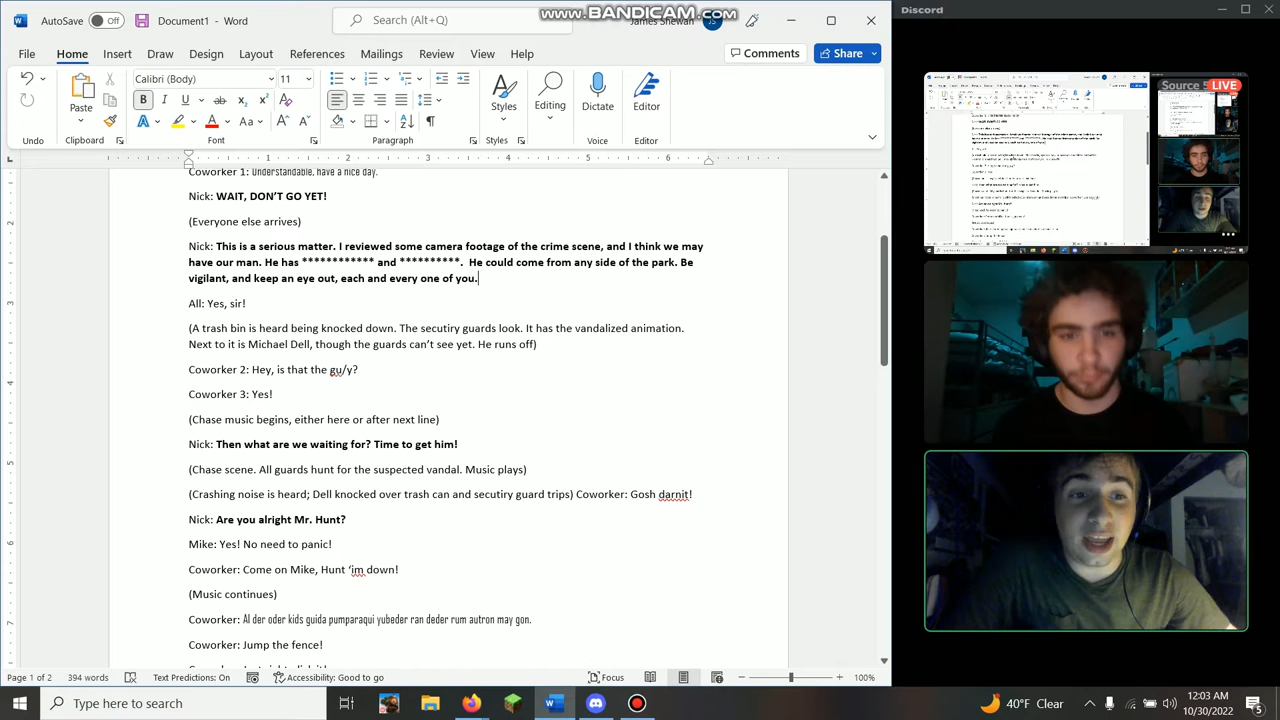 www.BANDICAM.com
AutoSave Off Document1 - Word Search (Alt+Q) James Shewan JS
File Home Insert Draw Design Layout References Mailings Review View Help Comments Share
Calibri (Body) 11
Paste Styles Editing Dictate Editor
Undo Clipboard Font Paragraph Styles Voice Editor
Coworker 1: have a nice day.
Nick: WAIT, DON'T GO YET!
(Everyone else and
Nick: This is a serious matter. I reviewed some camera footage of the crime scene, and I think we may
have our He could come from any side of the park. Be
vigilant, and keep an eye out, each and every one of you.
All: Yes, sir!
(A trash bin is heard being knocked down. The secutiry guards look. It has the vandalized animation.
Next to it is Michael Dell, though the guards can't see yet. He runs off)
Coworker 2: Hey, is that the gu/y?
Coworker 3: Yes!
(Chase music begins, either here or after next line)
Nick: Then what are we waiting for? Time to get him!
(Chase scene. All guards hunt for the suspected vandal. Music plays)
(Crashing noise is heard; Dell knocked over trash can and secutiry guard trips) Coworker: Gosh darnit!
Nick: Are you alright Mr. Hunt?
Mike: Yes! No need to panic!
Coworker: Come on Mike, Hunt 'im down!
(Music continues)
Coworker: Al der oder kids guida pumparaqui yubeder ran deder rum autron may gon.
Coworker: Jump the fence!
Page 1 of 2 394 words Text Predictions: On Accessibility: Good to go Focus 100%
Discord
LIVE
Type here to search
40°F Clear
12:03 AM
10/30/2022
5